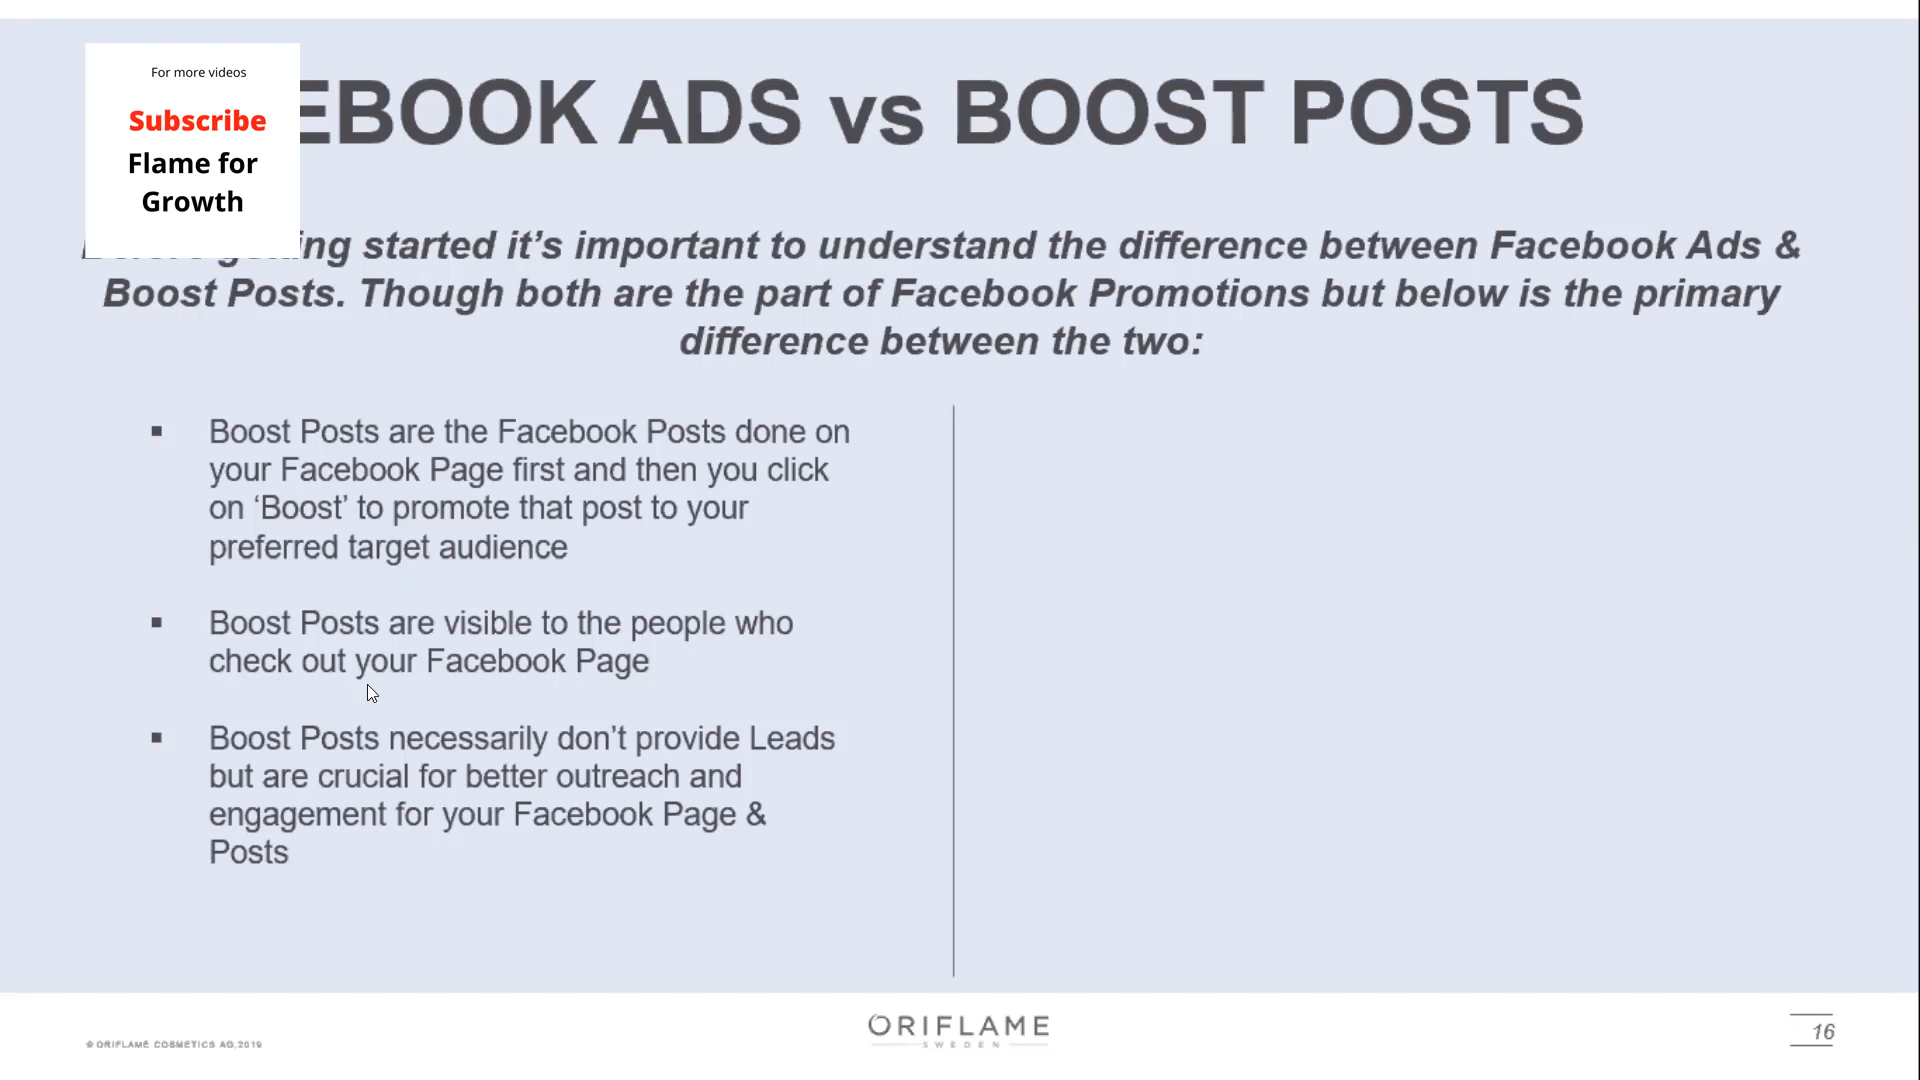 For more videos
Subscribe
Flame for
Growth
EBOOK ADS vs BOOST POSTS
started it’s important to understand the difference between Facebook Ads &
Boost Posts. Though both are the part of Facebook Promotions but below is the primary
difference between the two:
▪ Boost Posts are the Facebook Posts done on
your Facebook Page first and then you click
on ‘Boost’ to promote that post to your
preferred target audience
▪ Boost Posts are visible to the people who
check out your Facebook Page
▪ Boost Posts necessarily don’t provide Leads
but are crucial for better outreach and
engagement for your Facebook Page &
Posts
© ORIFLAME COSMETICS AG, 2019
ORIFLAME
SWEDEN
16